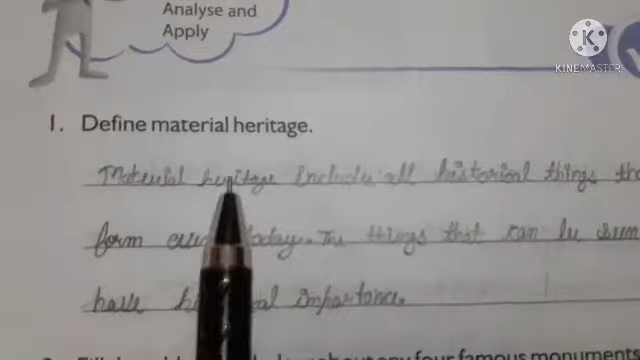 Analyse and
Apply
KINEMASTER
1. Define material heritage.
Material heritage include all historical things
form today. The things that can be seen
have importance.